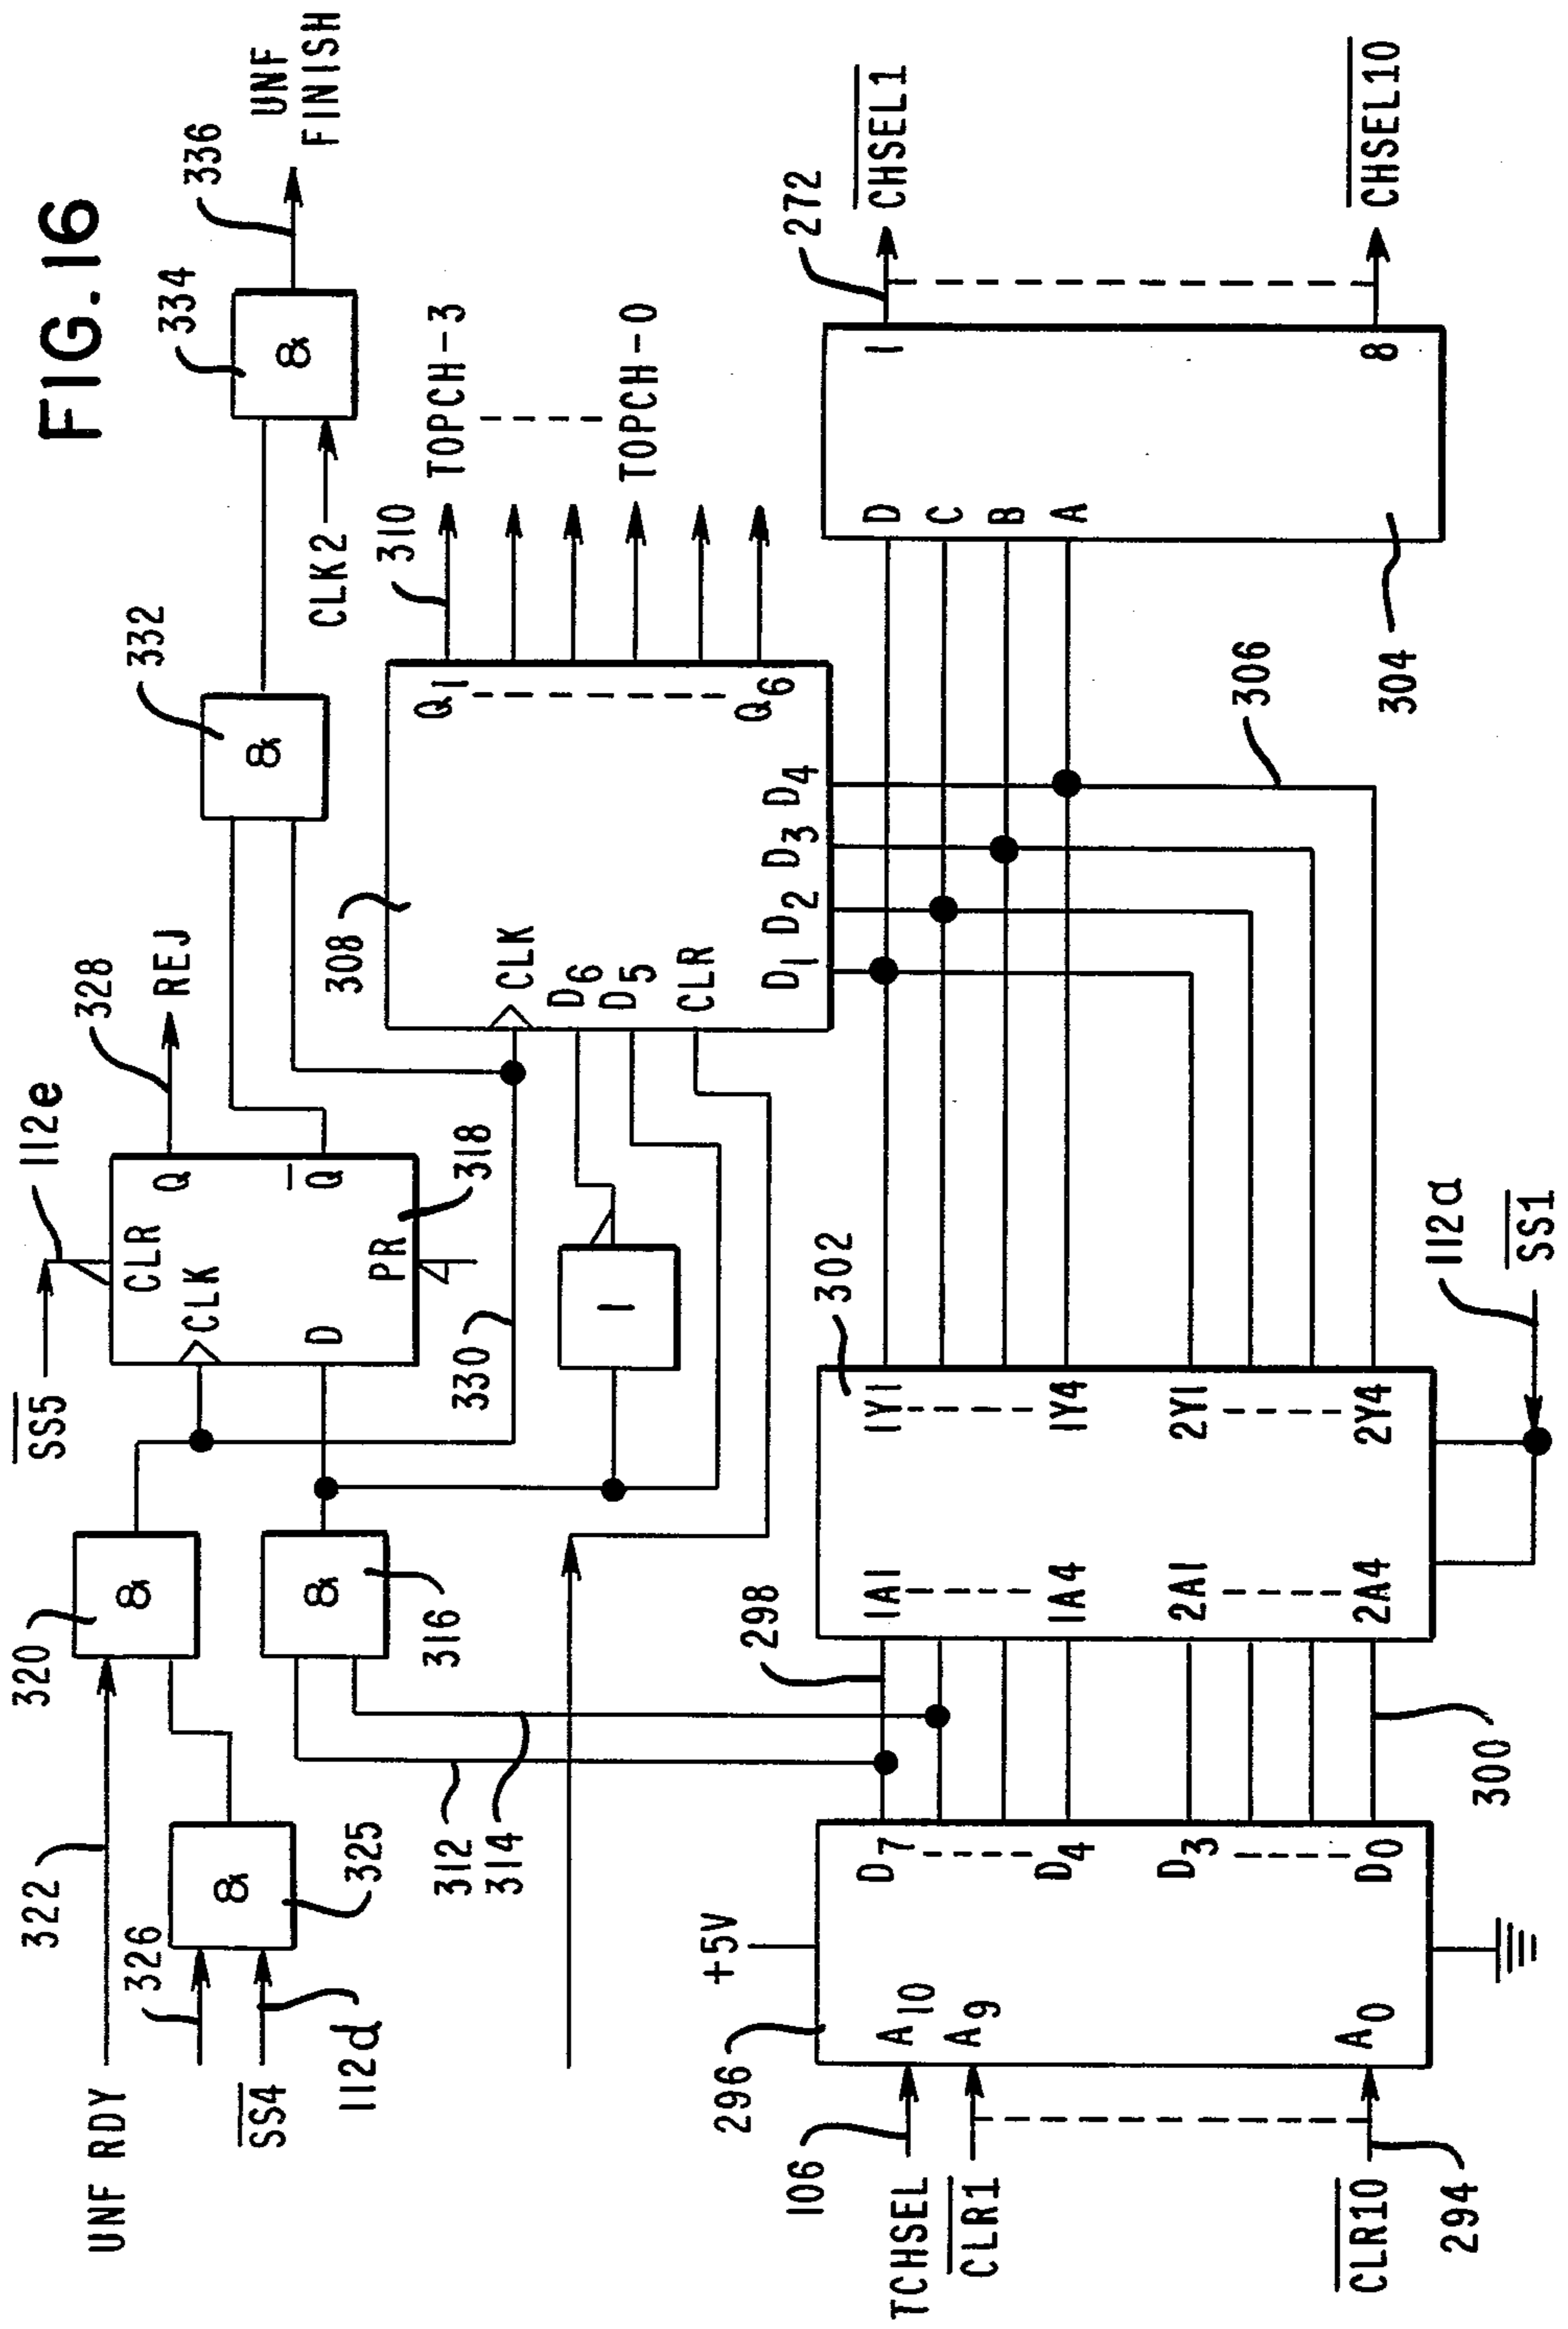 FIG. 16
UNF RDY
322
320
&
SS5
112e
328
REJ
332
&
334
&
336
UNF
FINISH
CLK2
326
SS4
112d
&
325
&
316
CLR
CLK
D
PR
Q
Q
318
330
1
312
314
308
CLK
D6
D5
CLR
D1
D2
D3
D4
Q1
Q6
310
TOPCH-3
TOPCH-0
+5V
296
106
TCHSEL
CLR1
CLR10
294
A10
A9
A0
D7
D4
D3
D0
298
300
1A1
1A4
2A1
2A4
302
1Y1
1Y4
2Y1
2Y4
112a
SS1
306
304
D
C
B
A
1
8
272
CHSEL1
CHSEL10